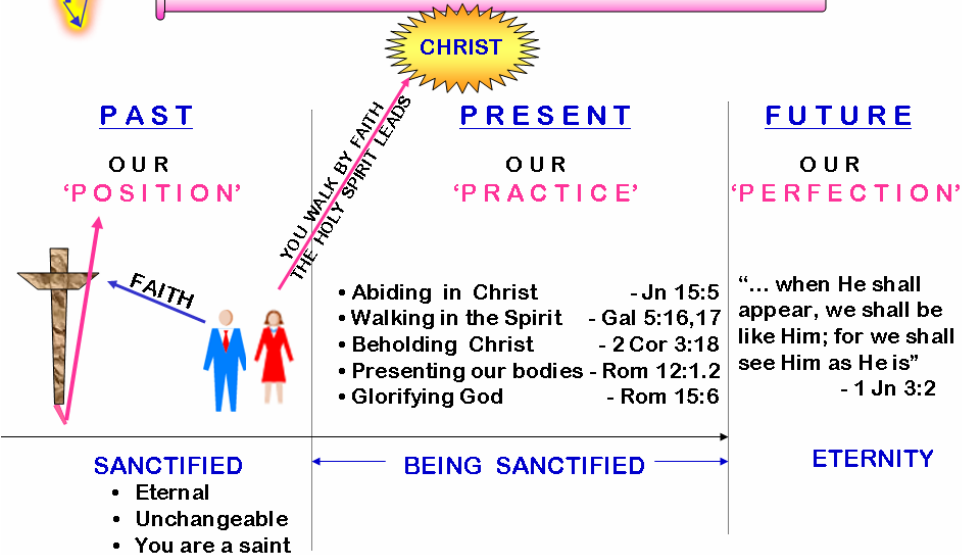 CHRIST
PAST
OUR
‘POSITION’
FAITH
YOU WALK BY FAITH
THE HOLY SPIRIT LEADS
PRESENT
OUR
‘PRACTICE’
• Abiding in Christ - Jn 15:5
• Walking in the Spirit - Gal 5:16,17
• Beholding Christ - 2 Cor 3:18
• Presenting our bodies - Rom 12:1.2
• Glorifying God - Rom 15:6
FUTURE
OUR
‘PERFECTION’
“... when He shall
appear, we shall be
like Him; for we shall
see Him as He is”
- 1 Jn 3:2
SANCTIFIED
• Eternal
• Unchangeable
• You are a saint
BEING SANCTIFIED
ETERNITY